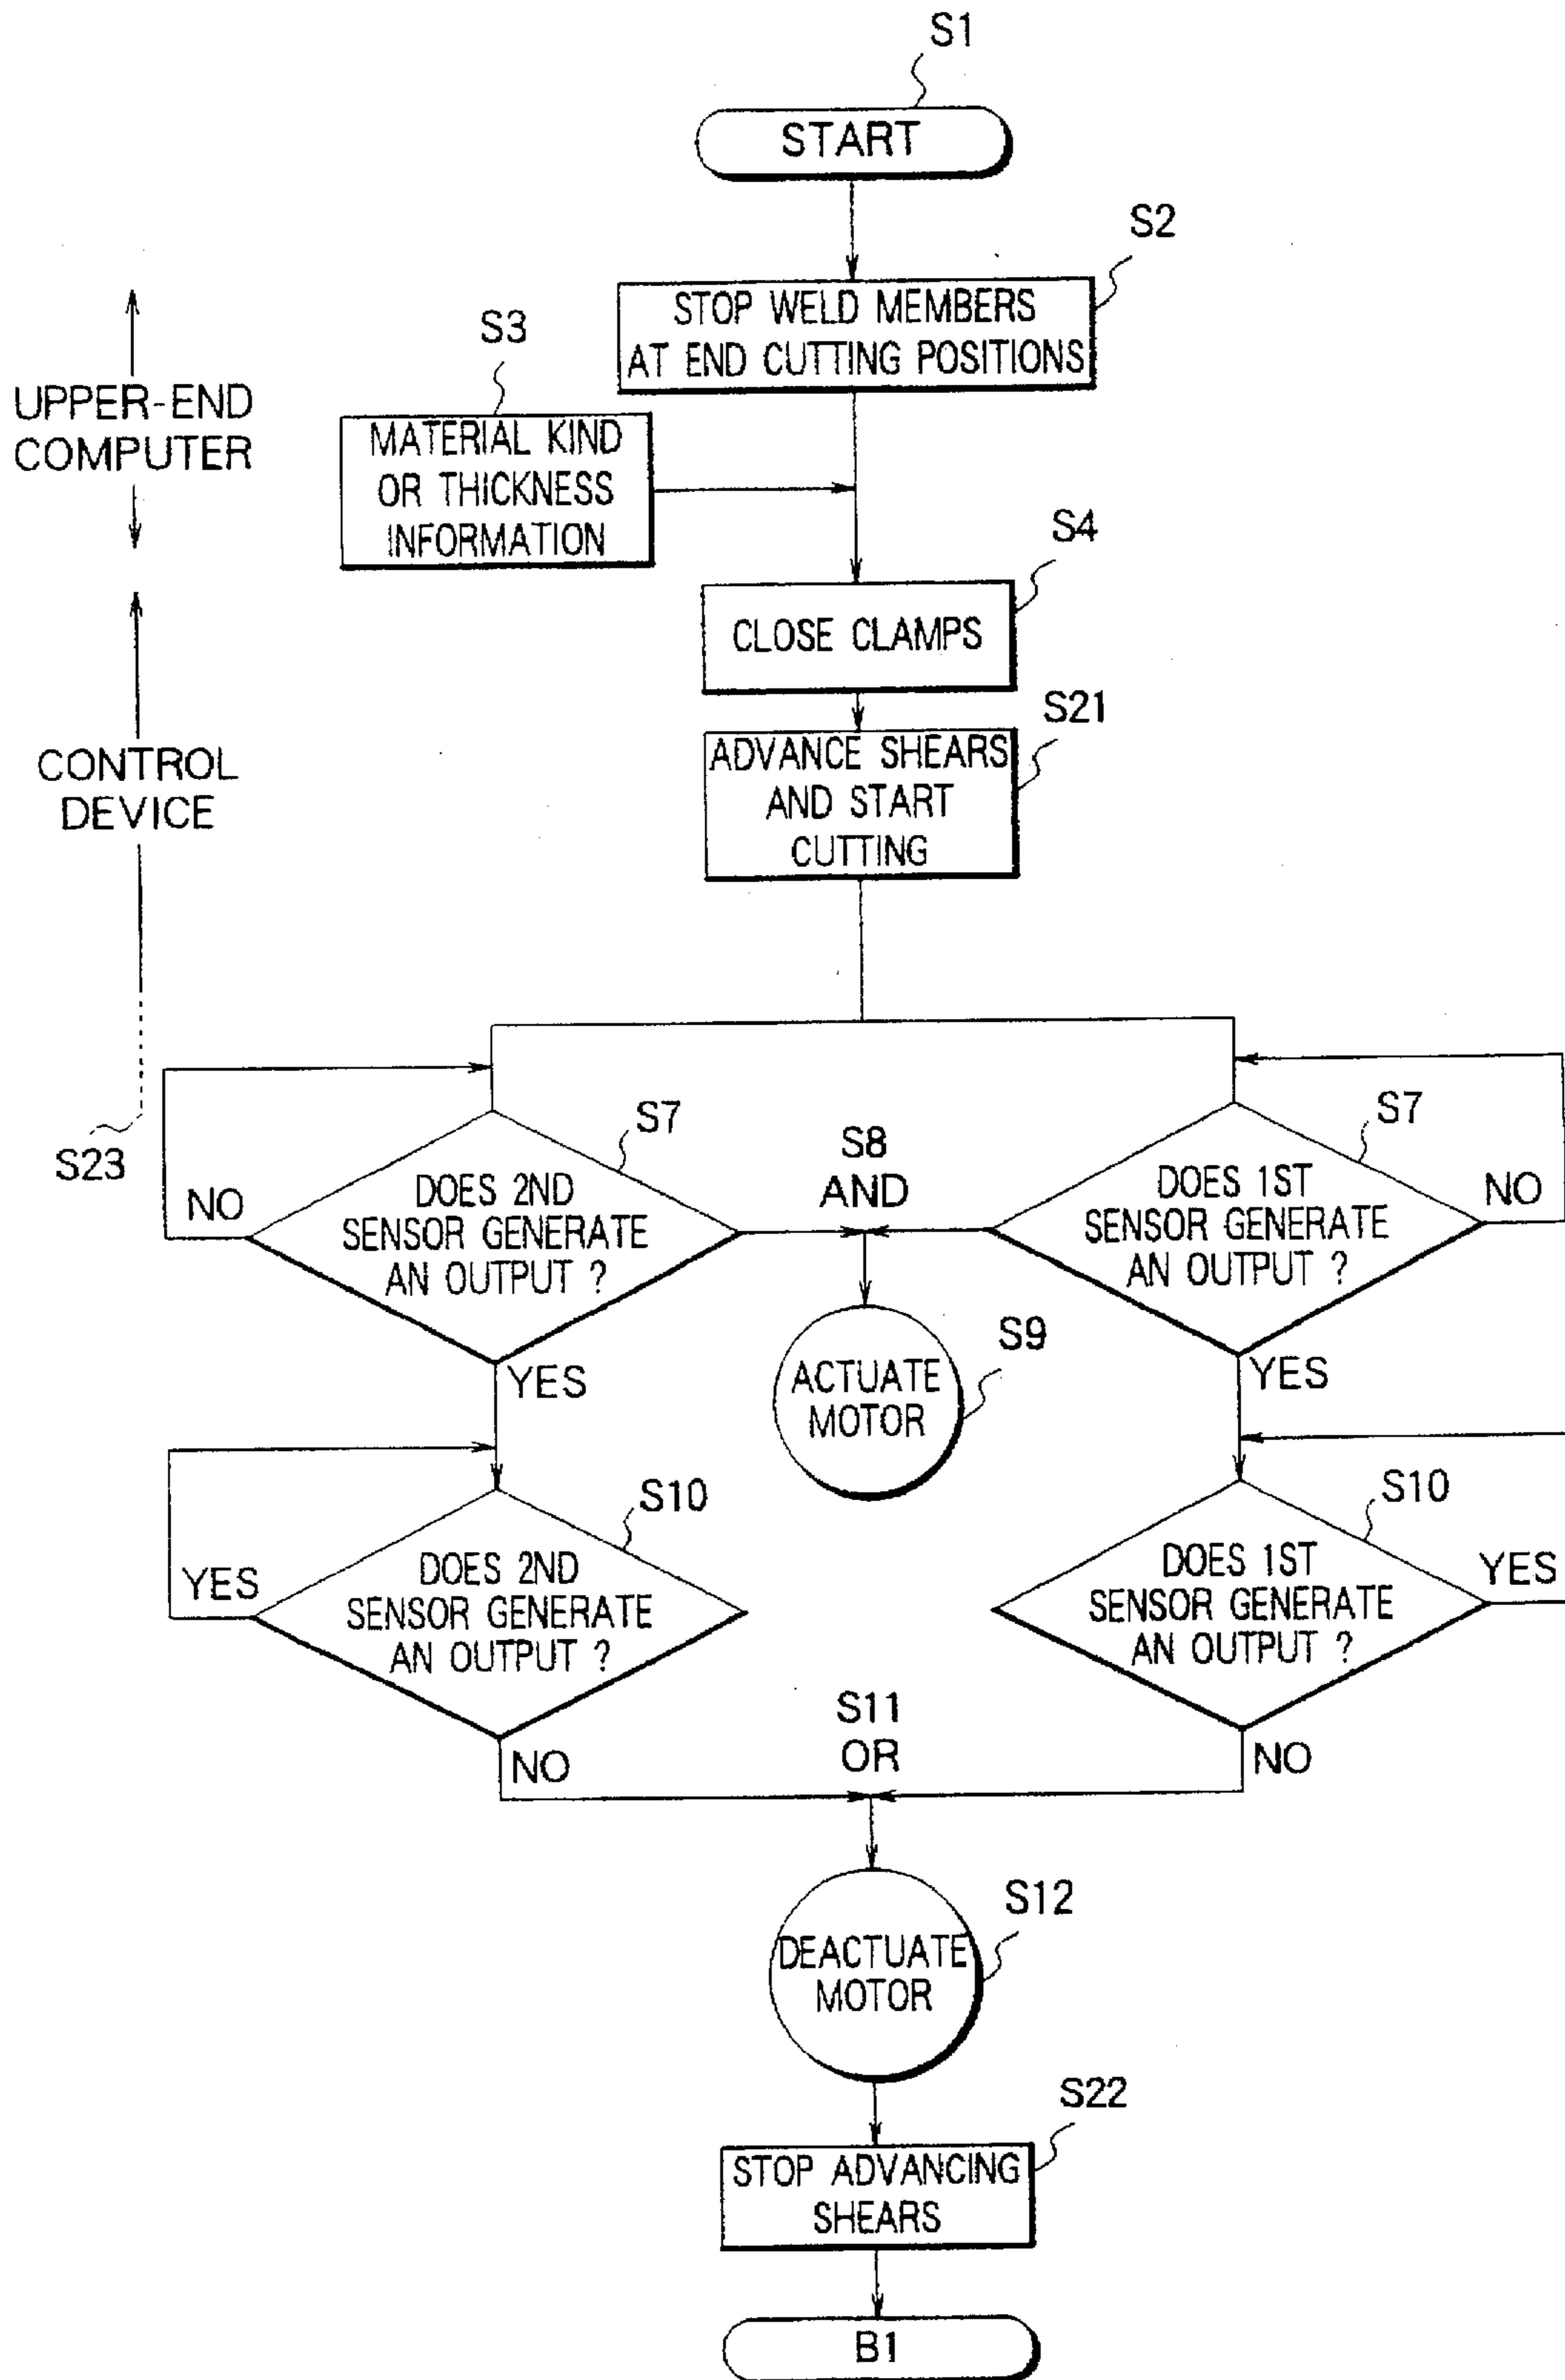 S1
START
S2
STOP WELD MEMBERS
AT END CUTTING POSITIONS
S3
MATERIAL KIND
OR THICKNESS
INFORMATION
UPPER-END
COMPUTER
S4
CLOSE CLAMPS
S21
ADVANCE SHEARS
AND START
CUTTING
CONTROL
DEVICE
S23
S7
DOES 2ND
SENSOR GENERATE
AN OUTPUT ?
NO
YES
S8
AND
S7
DOES 1ST
SENSOR GENERATE
AN OUTPUT ?
NO
YES
S9
ACTUATE
MOTOR
S10
DOES 2ND
SENSOR GENERATE
AN OUTPUT ?
YES
NO
S10
DOES 1ST
SENSOR GENERATE
AN OUTPUT ?
YES
NO
S11
OR
S12
DEACTUATE
MOTOR
S22
STOP ADVANCING
SHEARS
B1